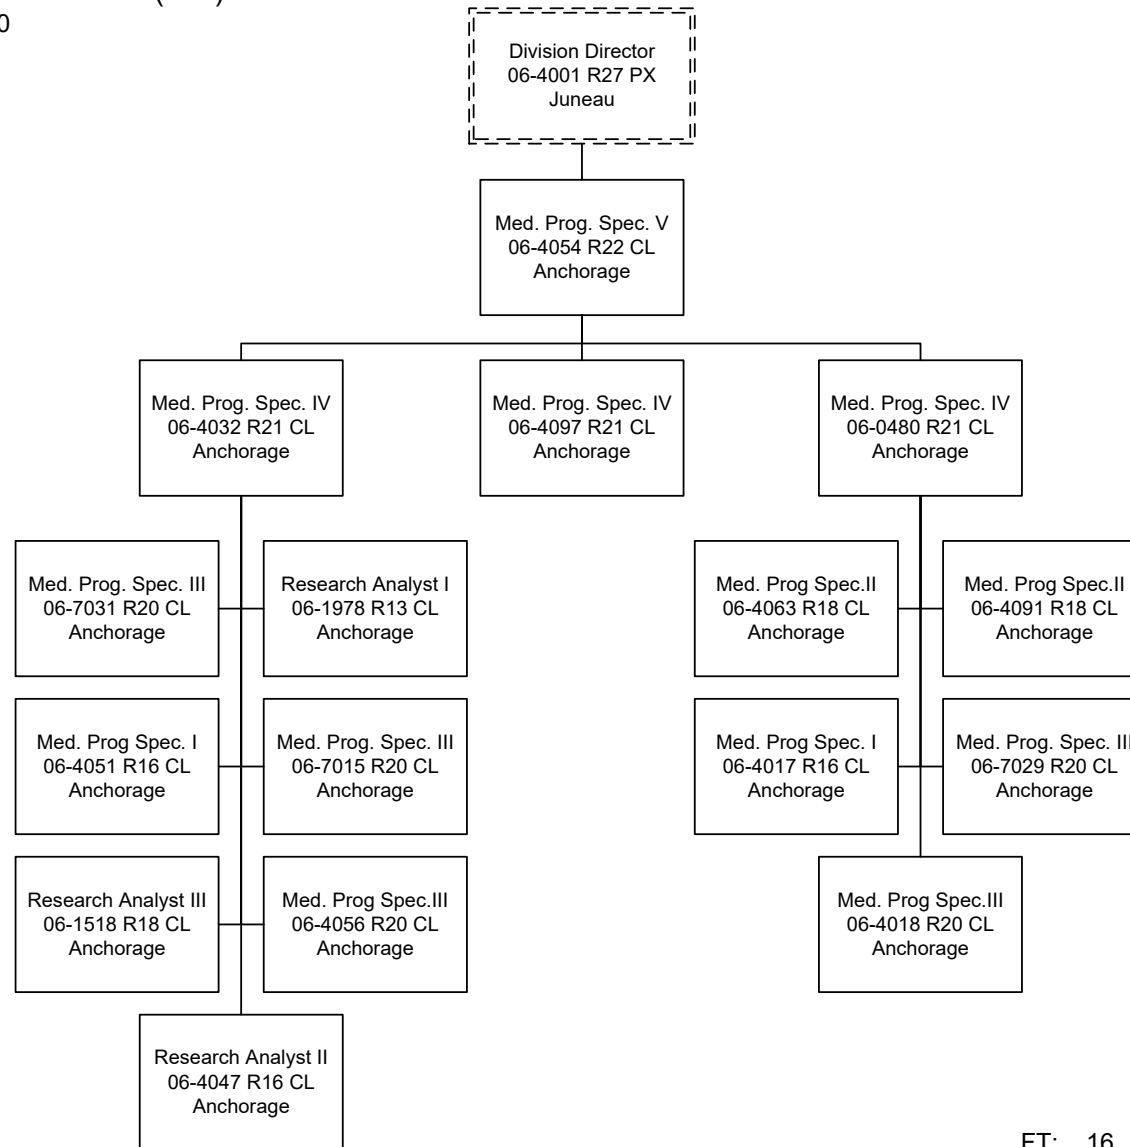 0
Division Director
06-4001 R27 PX
Juneau
Med. Prog. Spec. V
06-4054 R22 CL
Anchorage
Med. Prog. Spec. IV
06-4032 R21 CL
Anchorage
Med. Prog. Spec. IV
06-4097 R21 CL
Anchorage
Med. Prog. Spec. IV
06-0480 R21 CL
Anchorage
Med. Prog. Spec. III
06-7031 R20 CL
Anchorage
Research Analyst I
06-1978 R13 CL
Anchorage
Med. Prog Spec.II
06-4063 R18 CL
Anchorage
Med. Prog Spec.II
06-4091 R18 CL
Anchorage
Med. Prog Spec. I
06-4051 R16 CL
Anchorage
Med. Prog. Spec. III
06-7015 R20 CL
Anchorage
Med. Prog Spec. I
06-4017 R16 CL
Anchorage
Med. Prog. Spec. III
06-7029 R20 CL
Anchorage
Research Analyst III
06-1518 R18 CL
Anchorage
Med. Prog Spec.III
06-4056 R20 CL
Anchorage
Med. Prog Spec.III
06-4018 R20 CL
Anchorage
Research Analyst II
06-4047 R16 CL
Anchorage
FT: 16